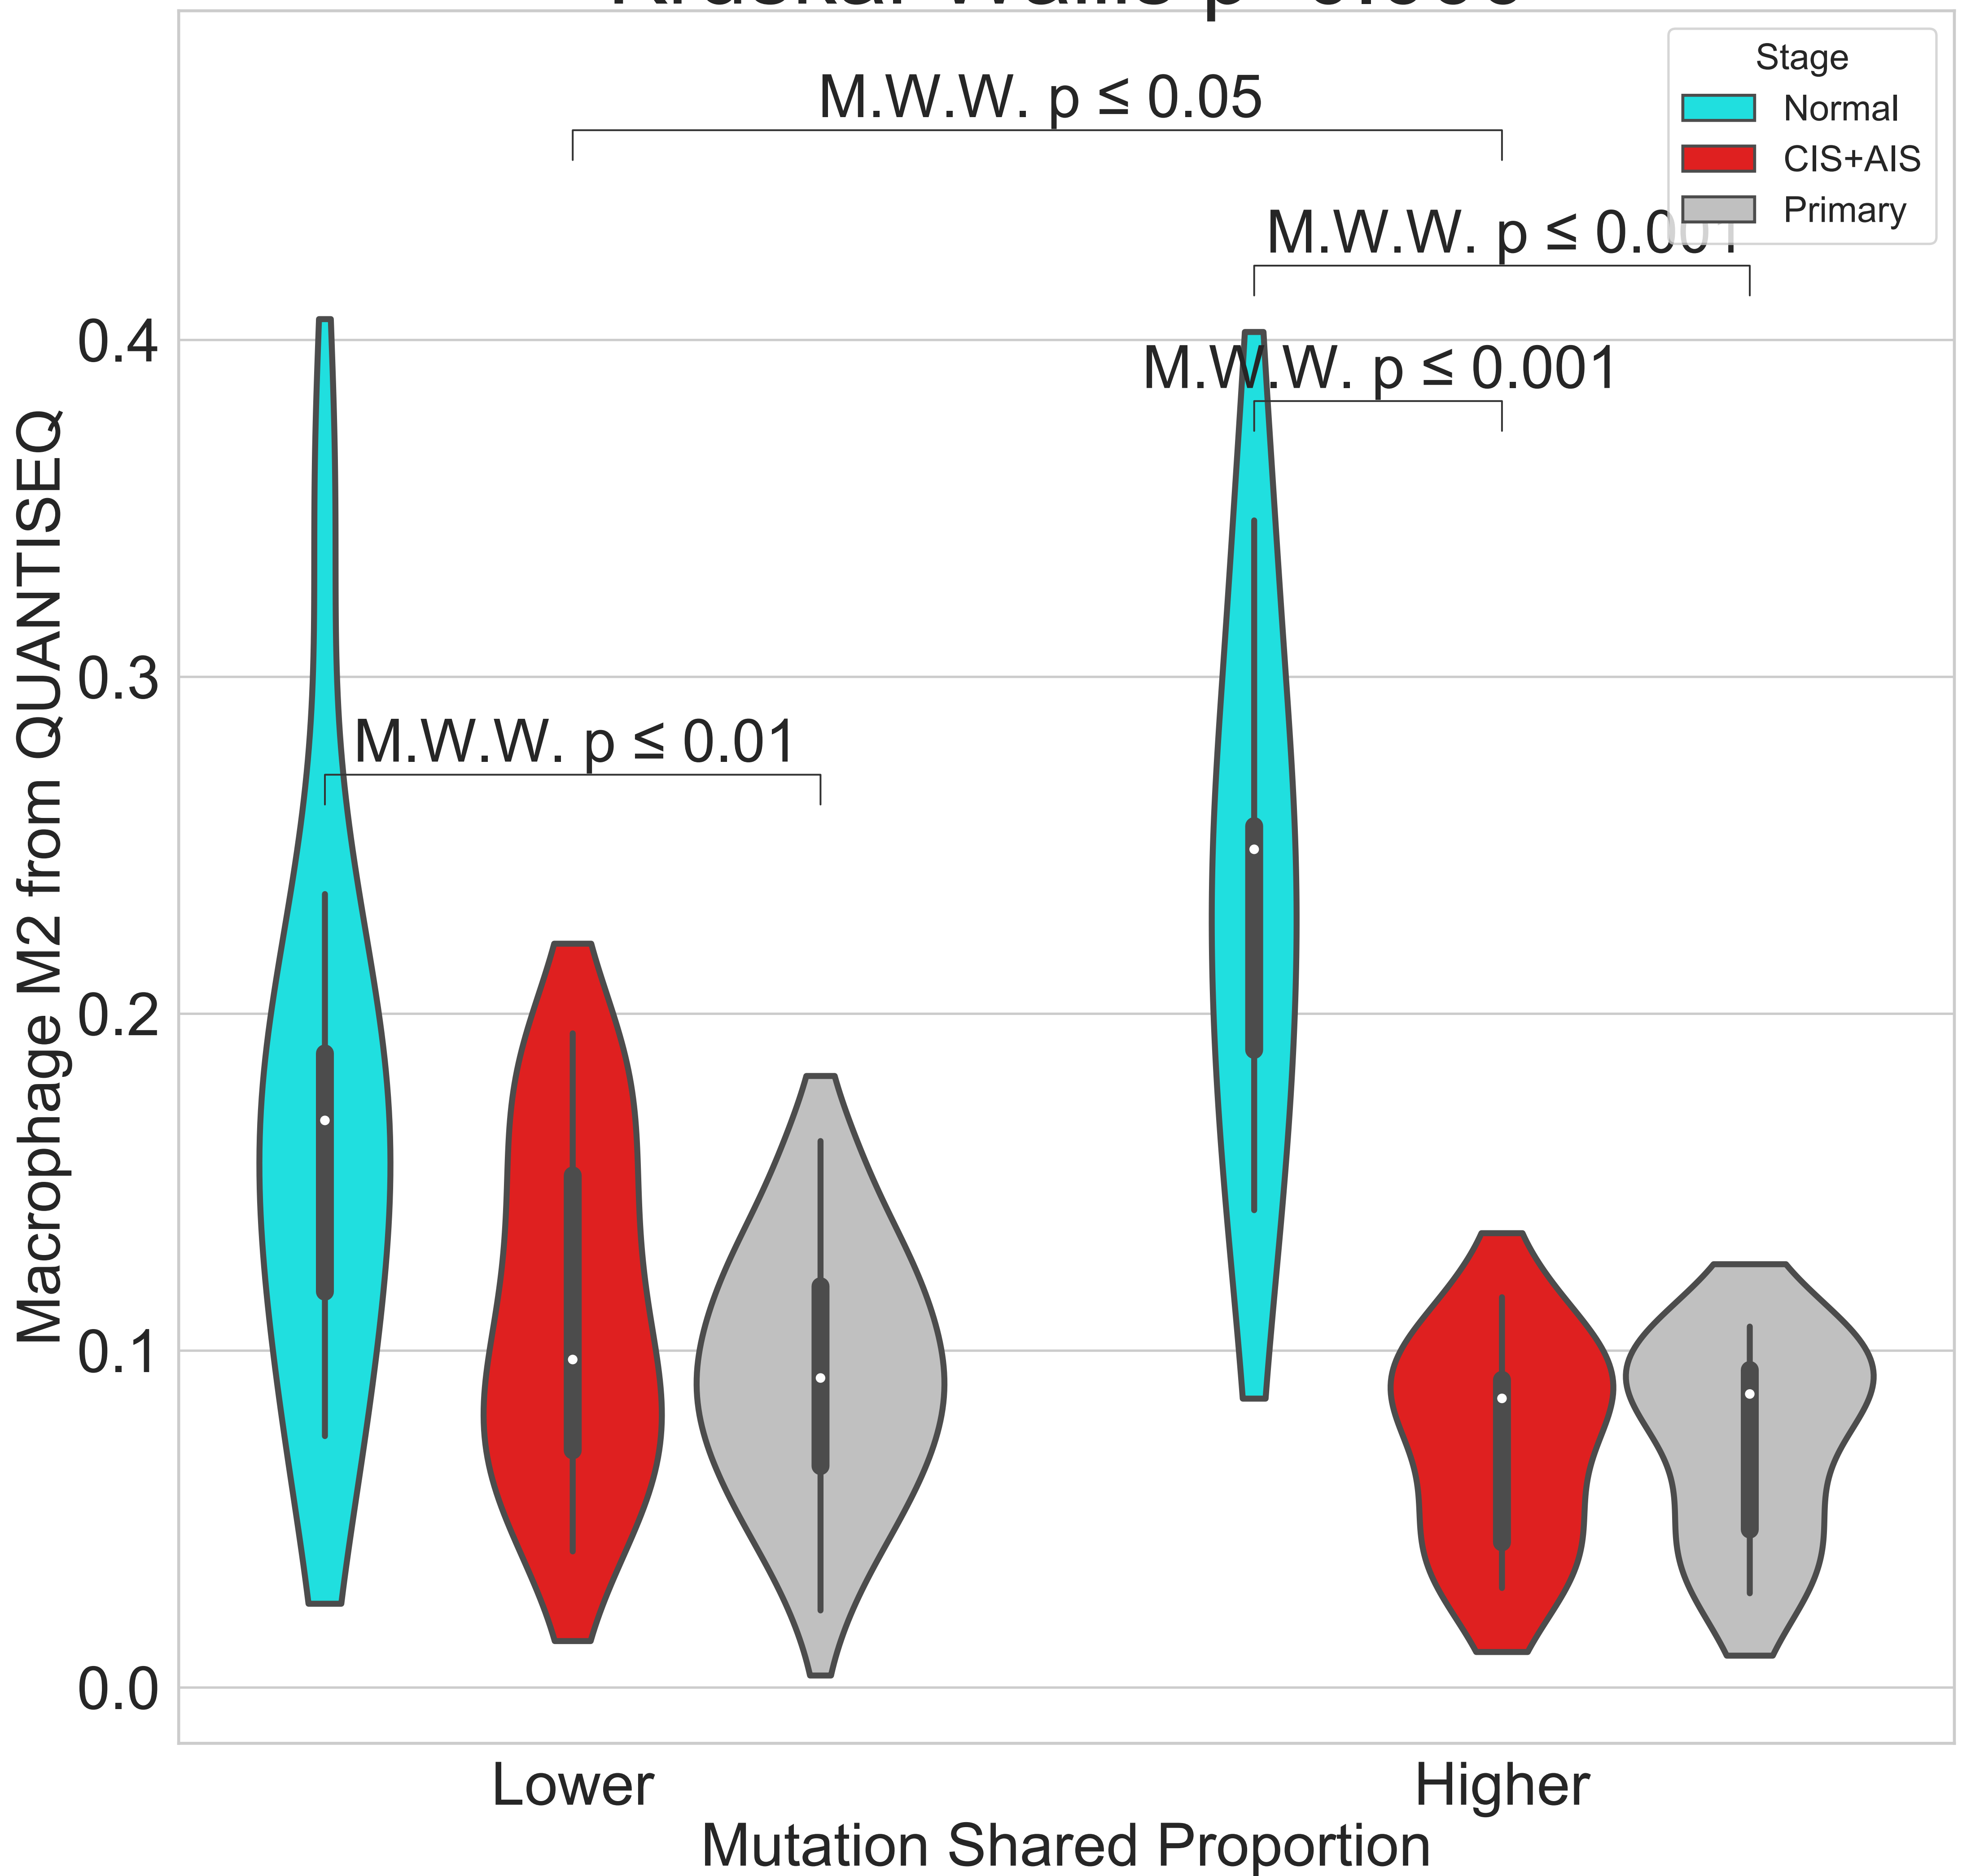 M.W.W. p ≤ 0.05
Stage
Normal
CIS+AIS
Primary
M.W.W. p ≤ 0.001
M.W.W. p ≤ 0.001
M.W.W. p ≤ 0.01
0.4
0.3
0.2
0.1
0.0
Macrophage M2 from QUANTISEQ
Lower
Higher
Mutation Shared Proportion